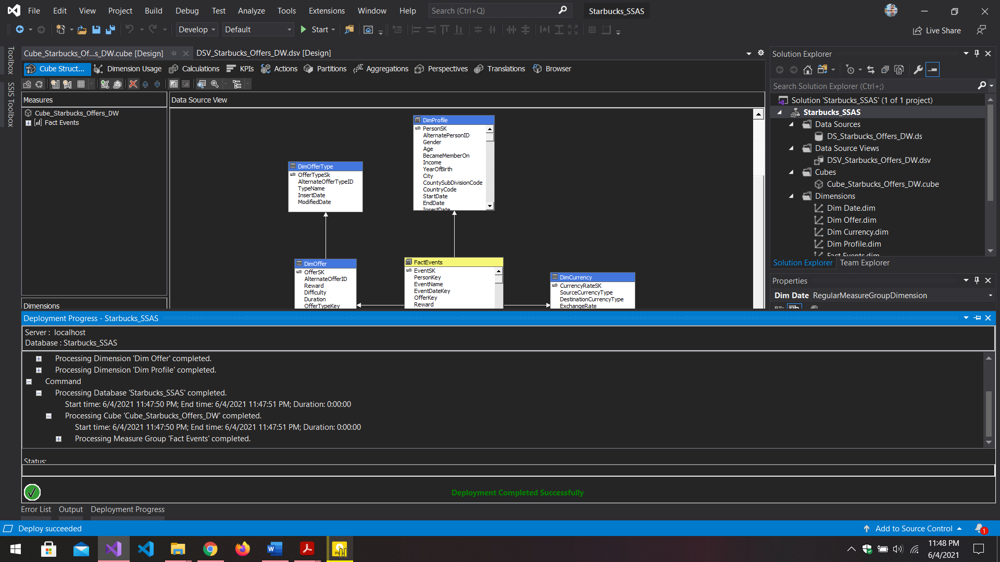 File Edit View Project Build Debug Test Analyze Tools Extensions Window Help Search (Ctrl+Q) Starbucks_SSAS
Develop Default Start Live Share
Toolbox
SSIS Toolbox
Cube_Starbucks_Of...s_DW.cube [Design] DSV_Starbucks_Offers_DW.dsv [Design]
Cube Struct... Dimension Usage Calculations KPIs Actions Partitions Aggregations Perspectives Translations Browser
Measures
Cube_Starbucks_Offers_DW
Fact Events
Dimensions
Data Source View
DimProfile
PersonSK
AlternatePersonID
Gender
Age
BecameMemberOn
Income
YearOfBirth
City
CountySubDivisionCode
CountryCode
StartDate
EndDate
InsertDate
DimOfferType
OfferTypeSk
AlternateOfferTypeID
TypeName
InsertDate
ModifiedDate
DimOffer
OfferSK
AlternateOfferID
Reward
Difficulty
Duration
OfferTypeKey
FactEvents
EventSK
PersonKey
EventName
EventDateKey
OfferKey
Reward
DimCurrency
CurrencyRateSK
SourceCurrencyType
DestinationCurrencyType
ExchangeRate
Solution Explorer
Search Solution Explorer (Ctrl+;)
Solution 'Starbucks_SSAS' (1 of 1 project)
Starbucks_SSAS
Data Sources
DS_Starbucks_Offers_DW.ds
Data Source Views
DSV_Starbucks_Offers_DW.dsv
Cubes
Cube_Starbucks_Offers_DW.cube
Dimensions
Dim Date.dim
Dim Offer.dim
Dim Currency.dim
Dim Profile.dim
Fact Events.dim
Solution Explorer Team Explorer
Properties
Dim Date RegularMeasureGroupDimension
Deployment Progress - Starbucks_SSAS
Server : localhost
Database : Starbucks_SSAS
Processing Dimension 'Dim Offer' completed.
Processing Dimension 'Dim Profile' completed.
Command
Processing Database 'Starbucks_SSAS' completed.
Start time: 6/4/2021 11:47:50 PM; End time: 6/4/2021 11:47:51 PM; Duration: 0:00:00
Processing Cube 'Cube_Starbucks_Offers_DW' completed.
Start time: 6/4/2021 11:47:50 PM; End time: 6/4/2021 11:47:51 PM; Duration: 0:00:00
Processing Measure Group 'Fact Events' completed.
Status:
Deployment Completed Successfully
Error List Output Deployment Progress
Deploy succeeded Add to Source Control 1
11:48 PM
6/4/2021